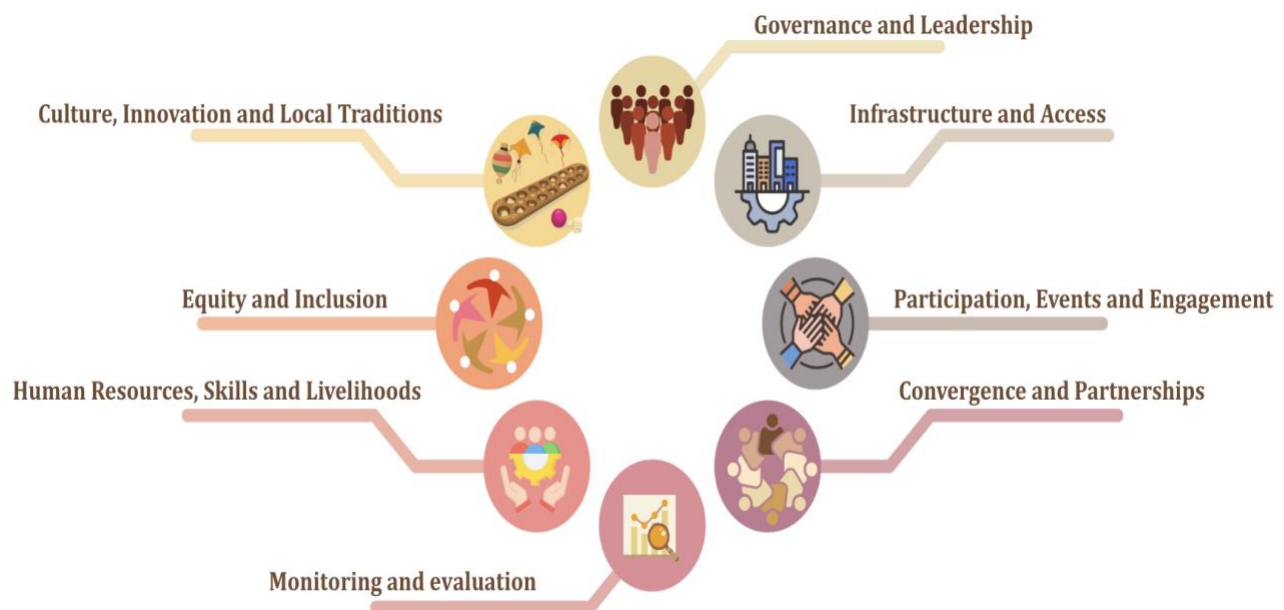 Governance and Leadership
Culture, Innovation and Local Traditions
Infrastructure and Access
Equity and Inclusion
Participation, Events and Engagement
Human Resources, Skills and Livelihoods
Convergence and Partnerships
Monitoring and evaluation